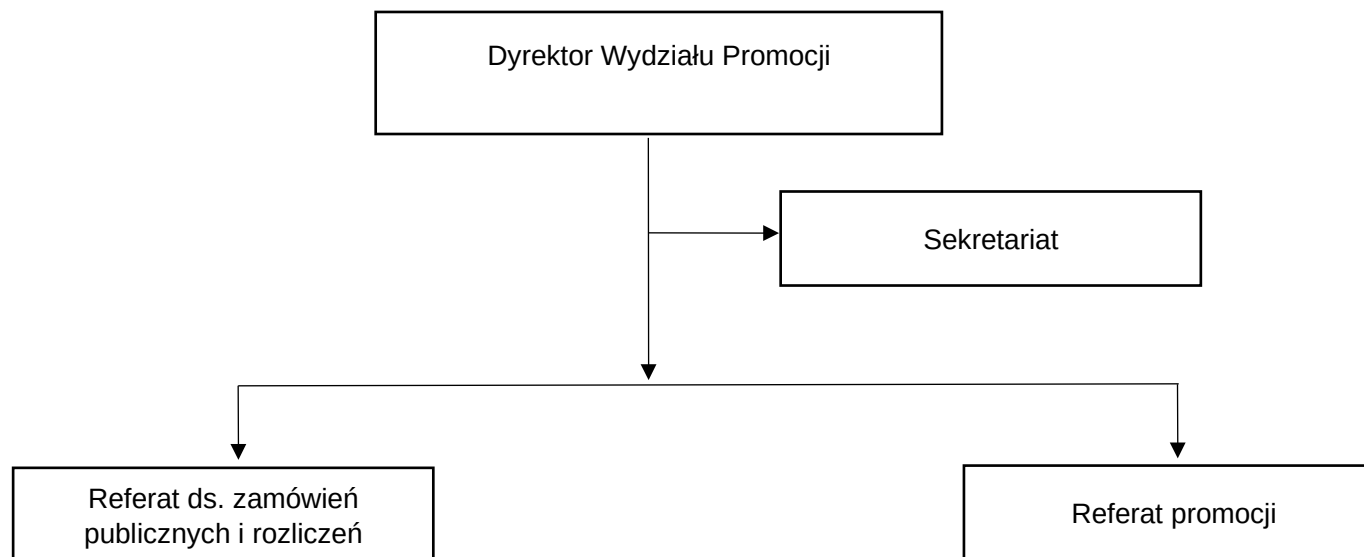 Dyrektor Wydziału Promocji
Sekretariat
Referat ds. zamówień
publicznych i rozliczeń
Referat promocji